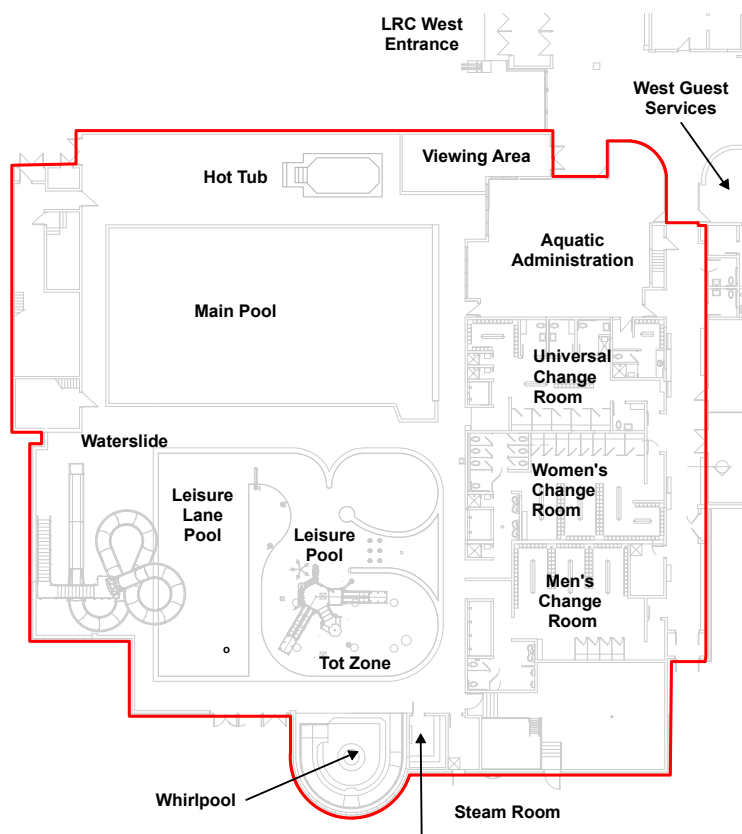 LRC West
Entrance
West Guest
Services
Viewing Area
Hot Tub
Aquatic
Administration
Main Pool
Universal
Change
Room
Waterslide
Women's
Change
Room
Leisure
Lane
Pool
Leisure
Pool
Men's
Change
Room
Tot Zone
Whirlpool
Steam Room